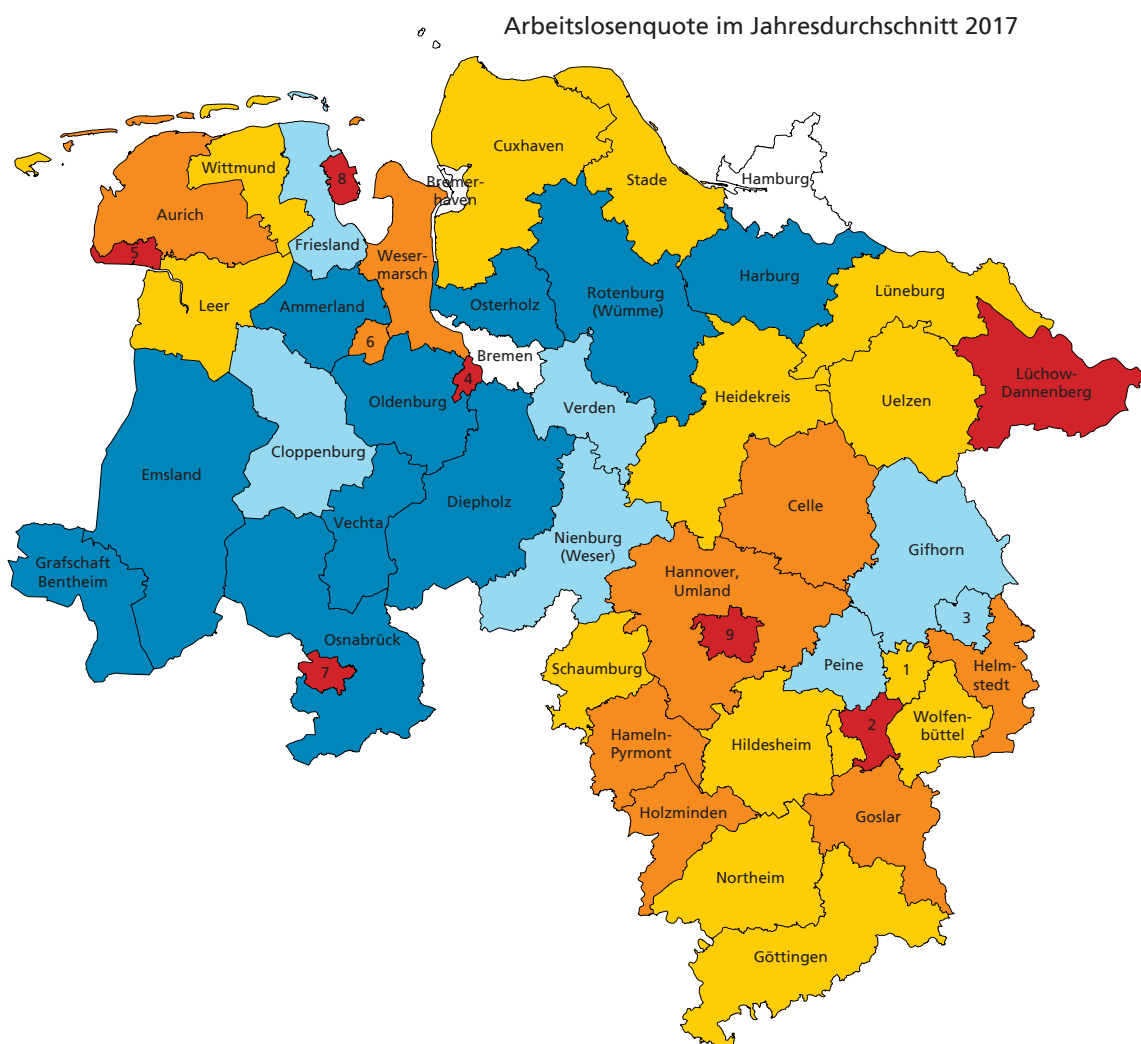 Arbeitslosenquote im Jahresdurchschnitt 2017
Cuxhaven
Wittmund
8
Stade
Hamburg
Bremer-
haven
Aurich
Friesland
5
Weser-
marsch
Harburg
Lüneburg
Leer
Ammerland
Osterholz
Rotenburg
(Wümme)
6
Bremen
4
Lüchow-
Dannenberg
Oldenburg
Verden
Heidekreis
Uelzen
Cloppenburg
Emsland
Diepholz
Celle
Vechta
Nienburg
(Weser)
Gifhorn
Grafschaft
Bentheim
Hannover,
Umland
3
9
Osnabrück
7
Schaumburg
Peine
1
Helm-
stedt
2
Wolfen-
büttel
Hameln-
Pyrmont
Hildesheim
Holzminden
Goslar
Northeim
Göttingen